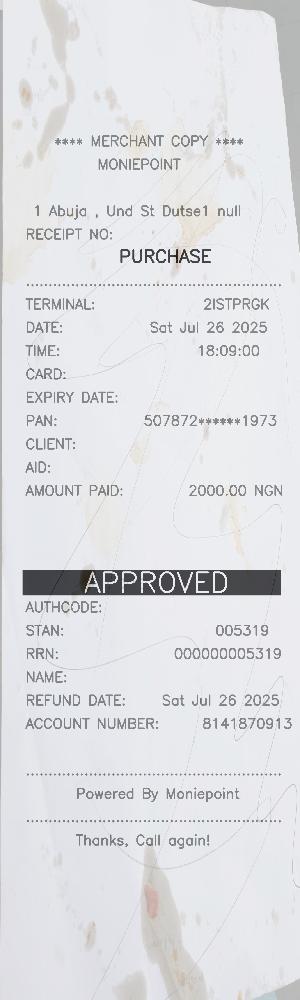 **** MERCHANT COPY ****
MONIEPOINT
1 Abuja , Und St Dutse1 null
RECEIPT NO:
PURCHASE
TERMINAL: 2ISTPRGK
DATE: Sat Jul 26 2025
TIME: 18:09:00
CARD:
EXPIRY DATE:
PAN: 507872******1973
CLIENT:
AID:
AMOUNT PAID: 2000.00 NGN
APPROVED
AUTHCODE:
STAN: 005319
RRN: 000000005319
NAME:
REFUND DATE: Sat Jul 26 2025
ACCOUNT NUMBER: 8141870913
Powered By Moniepoint
Thanks, Call again!